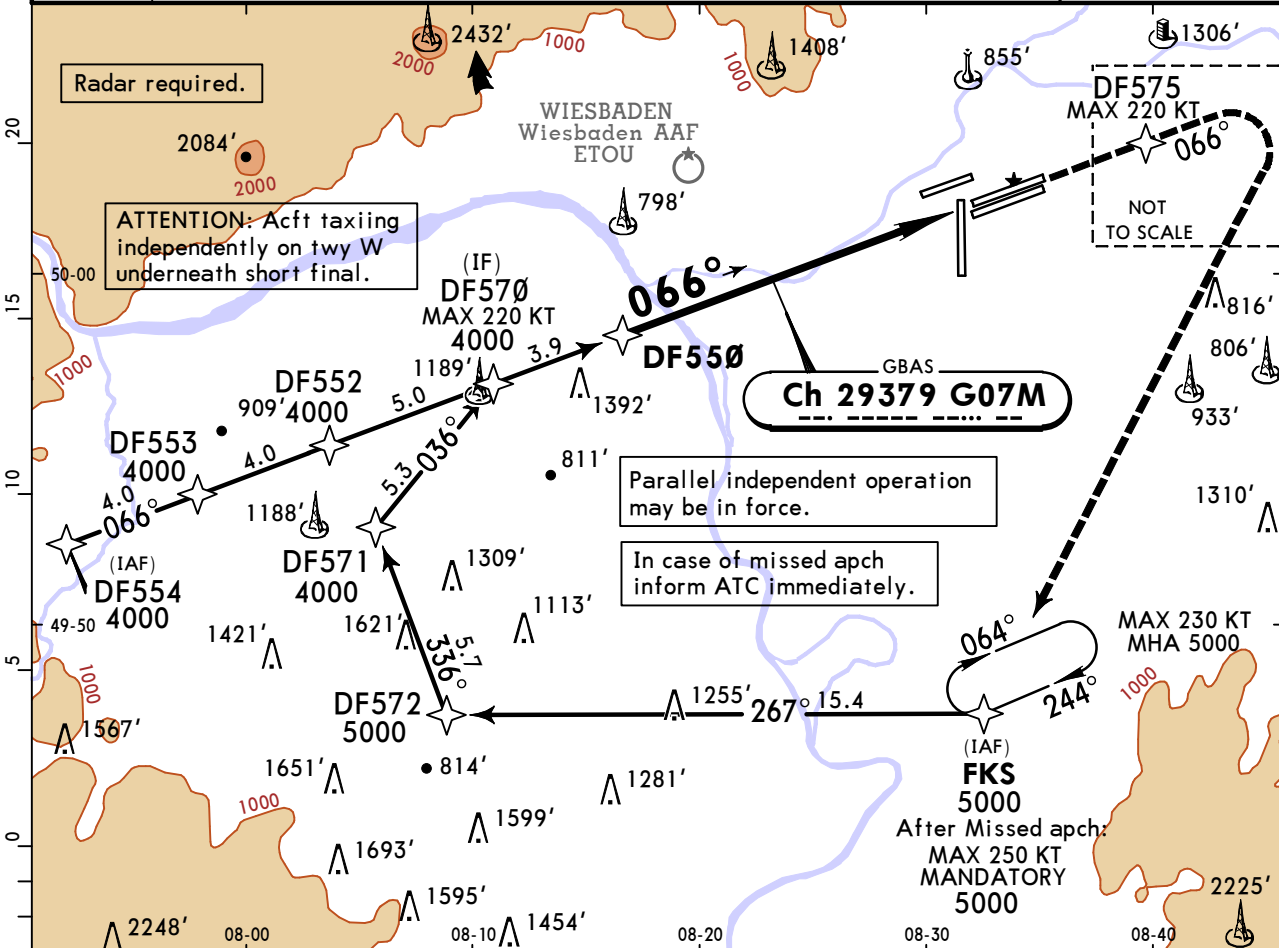 2432'
1000
2000
1408'
1000
855'
1306'
Radar required.
DF575
MAX 220 KT
066°
WIESBADEN
Wiesbaden AAF
ETOU
20
2084'
2000
798'
NOT
TO SCALE
ATTENTION: Acft taxiing
independently on twy W
underneath short final.
50-00
(IF)
DF570
MAX 220 KT
4000
066°
15
816'
1000
1189'
3.9
DF550
806'
DF552
4000
909'
5.0
1392'
GBAS
Ch 29379 G07M
933'
DF553
4000
4.0
036°
5.3
811'
Parallel independent operation
may be in force.
10
4.0
066°
1188'
1310'
(IAF)
DF554
4000
DF571
4000
1309'
In case of missed apch
inform ATC immediately.
49-50
1421'
1621'
1113'
064°
MAX 230 KT
MHA 5000
5
1000
336°
5.7
244°
1000
DF572
5000
1255'
267°
15.4
1567'
(IAF)
FKS
5000
1651'
814'
1281'
1000
1599'
After Missed apch:
MAX 250 KT
MANDATORY
5000
0
1693'
1595'
2225'
2248'
1454'
08-00
08-10
08-20
08-30
08-40